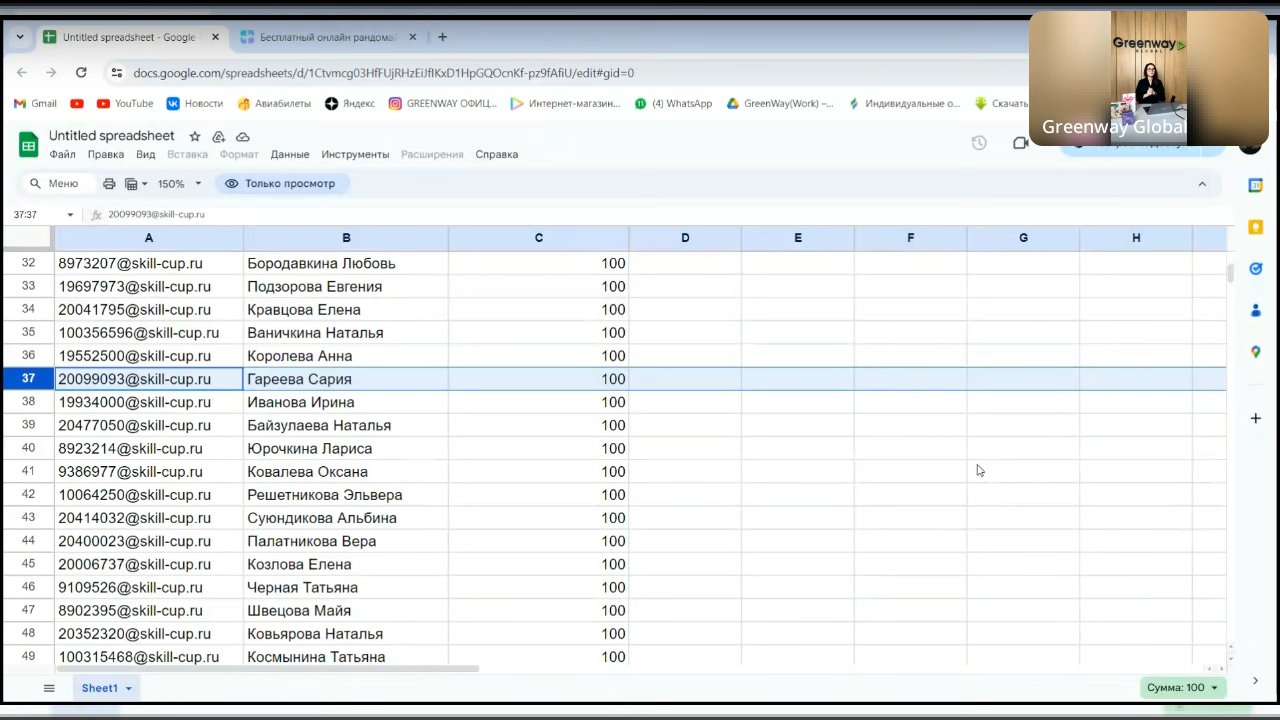 Untitled spreadsheet - Google
Бесплатный онлайн рандома
docs.google.com/spreadsheets/d/1Ctvmcg03HfFUjRHzEiJfIKxD1HpGQOcnKf-pz9fAfiU/edit#gid=0
Gmail YouTube Новости Авиабилеты Яндекс GREENWAY ОФИЦ... Интернет-магазин... (4) WhatsApp GreenWay(Work) –... Индивидуальные о... Скачать
Greenway
GLOBAL
Greenway Global
Untitled spreadsheet
Файл Правка Вид Вставка Формат Данные Инструменты Расширения Справка
Меню 150% Только просмотр
37:37 fx 20099093@skill-cup.ru
A B C D E F G H
32 8973207@skill-cup.ru Бородавкина Любовь 100
33 19697973@skill-cup.ru Подзорова Евгения 100
34 20041795@skill-cup.ru Кравцова Елена 100
35 100356596@skill-cup.ru Ваничкина Наталья 100
36 19552500@skill-cup.ru Королева Анна 100
37 20099093@skill-cup.ru Гареева Сария 100
38 19934000@skill-cup.ru Иванова Ирина 100
39 20477050@skill-cup.ru Байзулаева Наталья 100
40 8923214@skill-cup.ru Юрочкина Лариса 100
41 9386977@skill-cup.ru Ковалева Оксана 100
42 10064250@skill-cup.ru Решетникова Эльвера 100
43 20414032@skill-cup.ru Суюндикова Альбина 100
44 20400023@skill-cup.ru Палатникова Вера 100
45 20006737@skill-cup.ru Козлова Елена 100
46 9109526@skill-cup.ru Черная Татьяна 100
47 8902395@skill-cup.ru Швецова Майя 100
48 20352320@skill-cup.ru Ковьярова Наталья 100
49 100315468@skill-cup.ru Космынина Татьяна 100
Sheet1
Сумма: 100